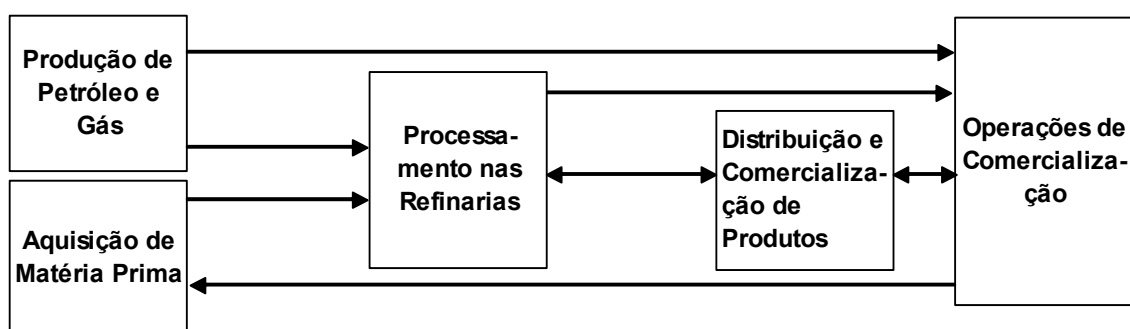 Produção de
Petróleo e
Gás
Aquisição de
Matéria Prima
Processa-
mento nas
Refinarias
Distribuição e
Comercializa-
ção de
Produtos
Operações de
Comercializa-
ção